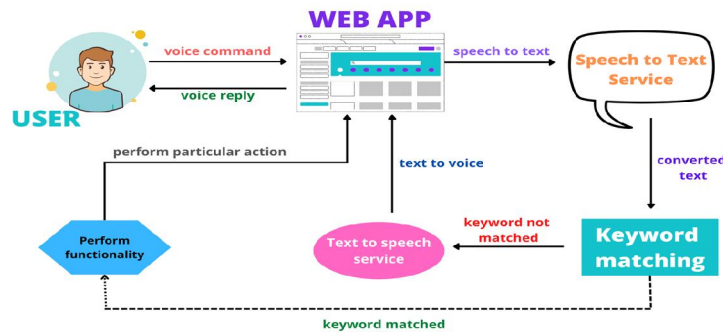 WEB APP
voice command
speech to text
Speech to Text
Service
voice reply
USER
perform particular action
text to voice
converted
text
keyword not
matched
Perform
functionality
Text to speech
service
Keyword
matching
keyword matched